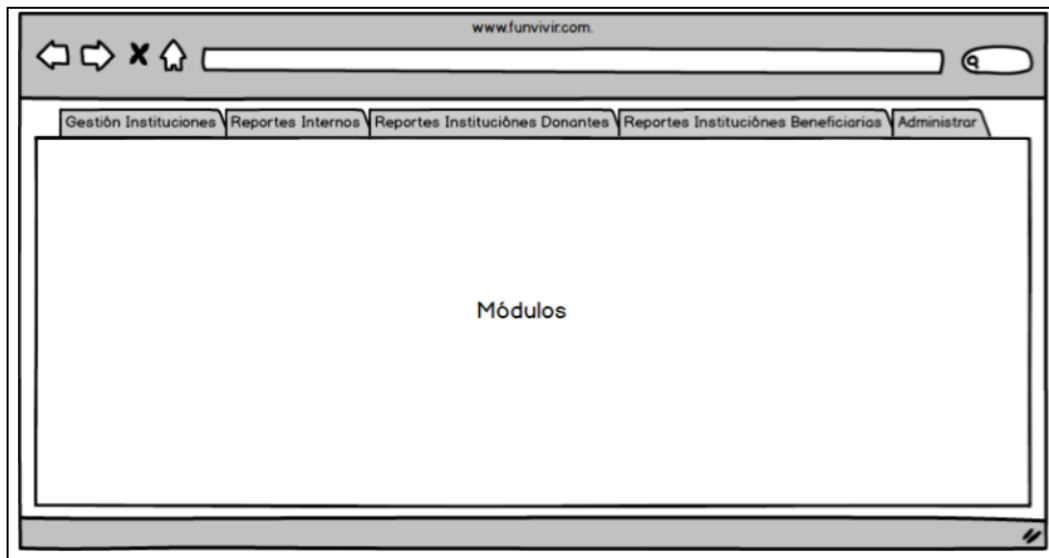 www.funvivir.com.
Gestión Instituciones Reportes Internos Reportes Instituciónes Donantes Reportes Instituciónes Beneficiarias Administrar
Módulos